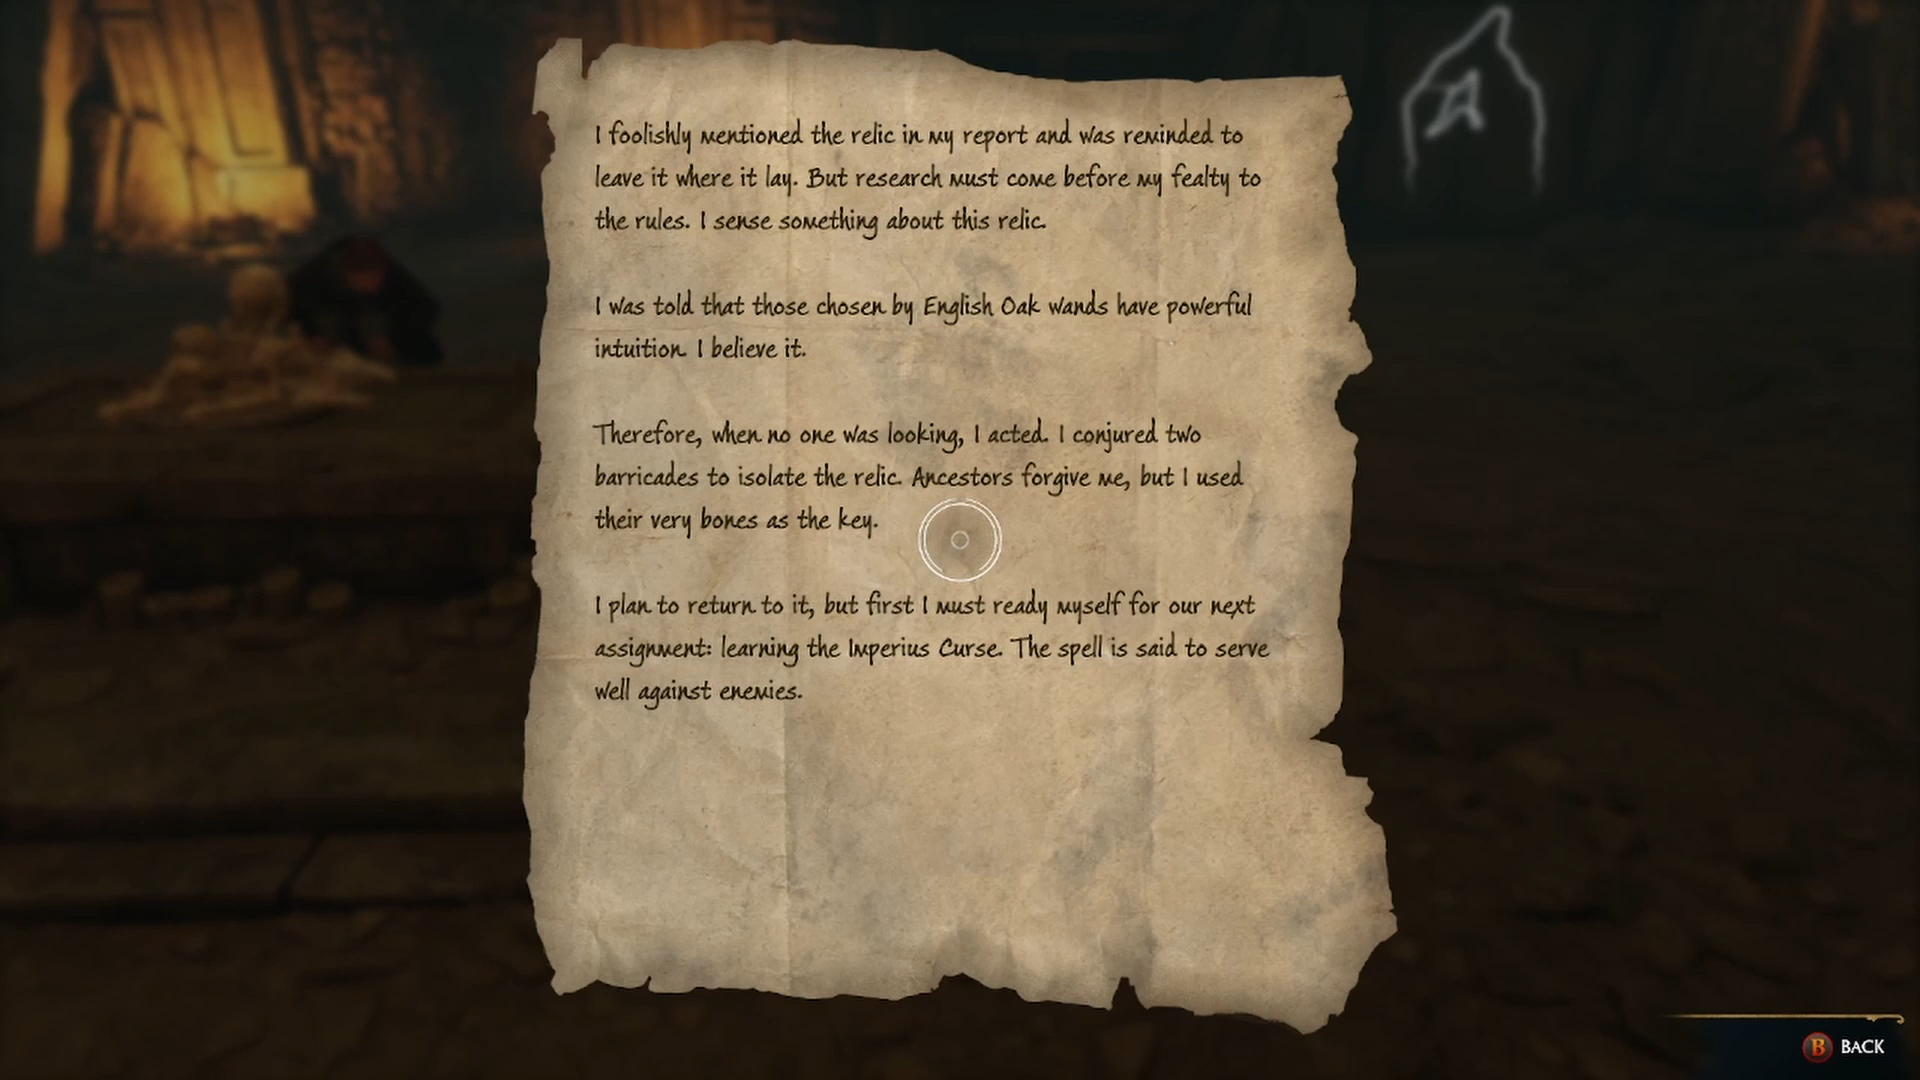 I foolishly mentioned the relic in my report and was reminded to
leave it where it lay. But research must come before my fealty to
the rules. I sense something about this relic.
I was told that those chosen by English Oak wands have powerful
intuition. I believe it.
Therefore, when no one was looking, I acted. I conjured two
barricades to isolate the relic. Ancestors forgive me, but I used
their very bones as the key.
I plan to return to it, but first I must ready myself for our next
assignment: learning the Imperius Curse. The spell is said to serve
well against enemies.
B BACK